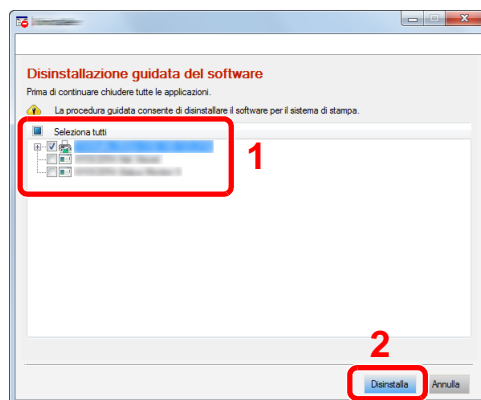 Disinstallazione guidata del software
Prima di continuare chiudere tutte le applicazioni.
La procedura guidata consente di disinstallare il software per il sistema di stampa.
Seleziona tutti
1
2
Disinstalla Annulla